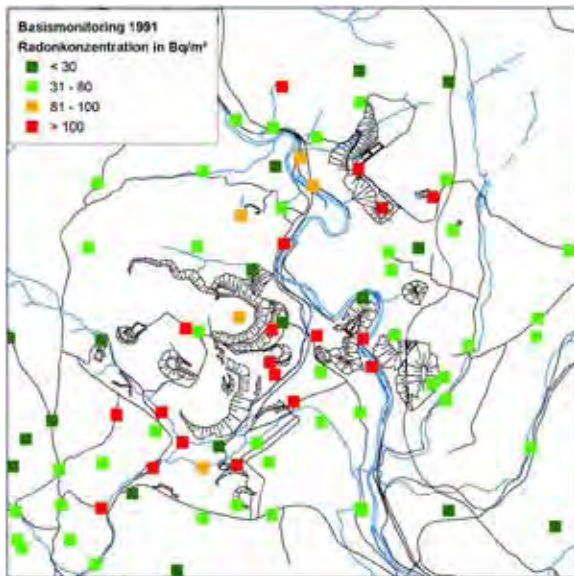 Basismonitoring 1991
Radonkonzentration in Bq/m³
< 30
31 - 80
81 - 100
> 100